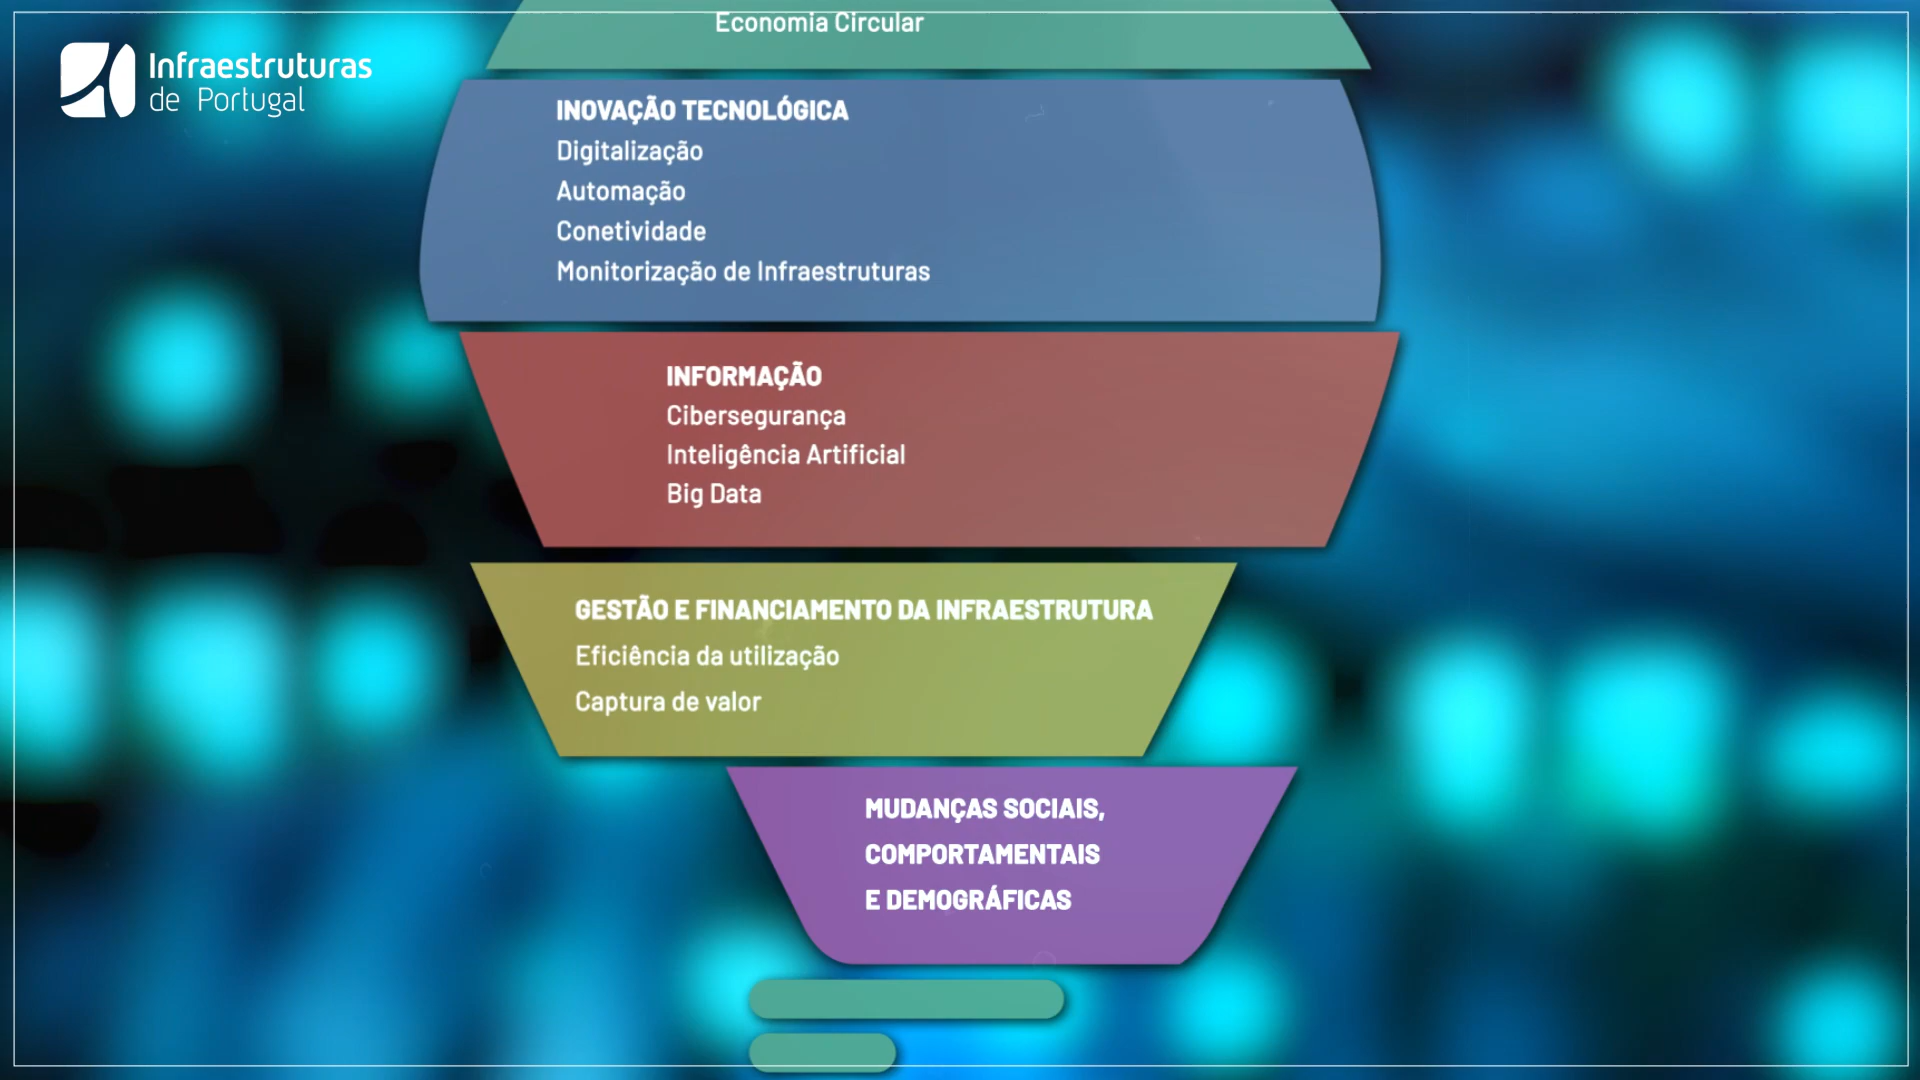 Economia Circular
Infraestruturas
de Portugal
INOVAÇÃO TECNOLÓGICA
Digitalização
Automação
Conetividade
Monitorização de Infraestruturas
INFORMAÇÃO
Cibersegurança
Inteligência Artificial
Big Data
GESTÃO E FINANCIAMENTO DA INFRAESTRUTURA
Eficiência da utilização
Captura de valor
MUDANÇAS SOCIAIS,
COMPORTAMENTAIS
E DEMOGRÁFICAS